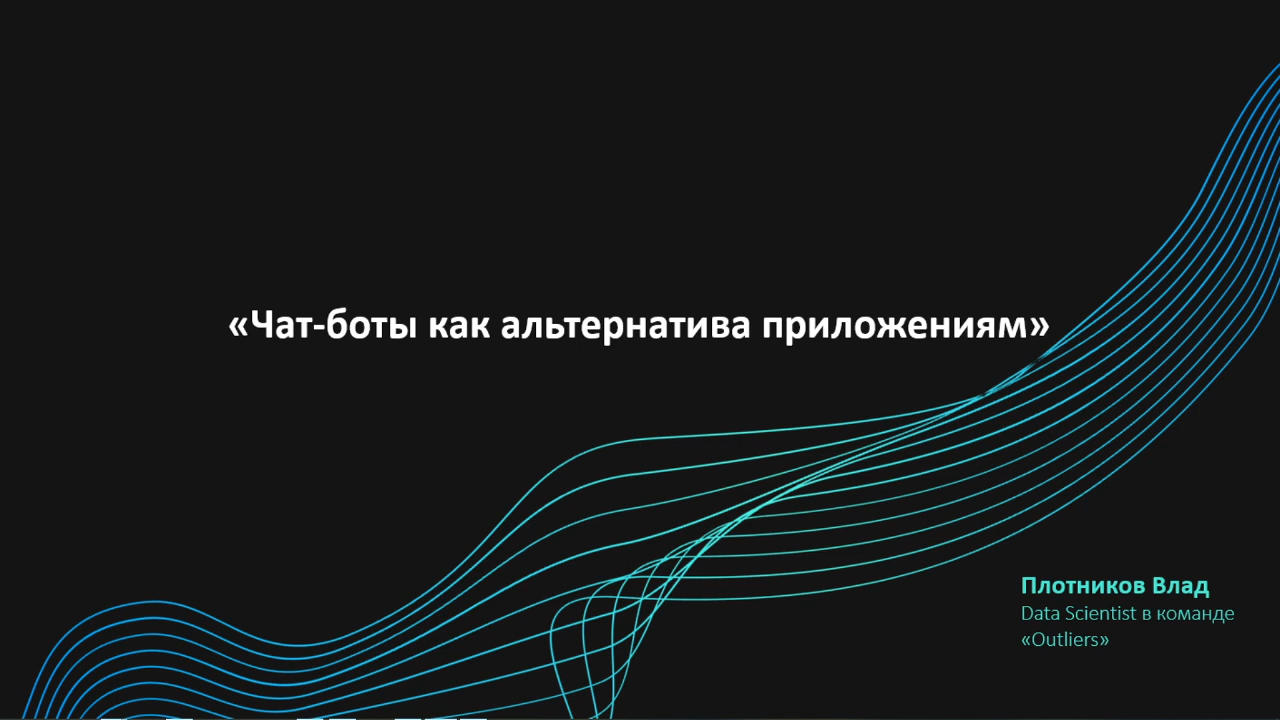 «Чат-боты как альтернатива приложениям»
Плотников Влад
Data Scientist в команде
«Outliers»